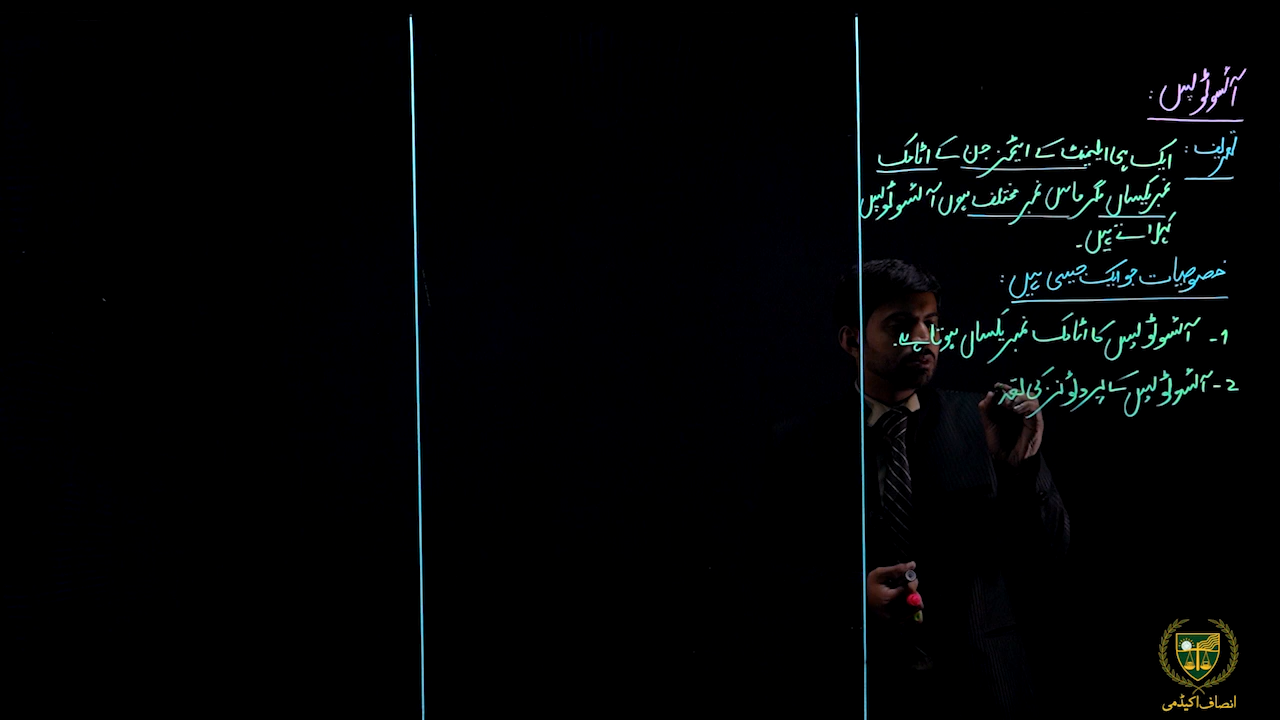 آئسوٹوپس :
تعریف : ایک ہی ایلیمنٹ کے ایٹمز جن کے اٹامک
نمبر یکساں مگر ماس نمبر مختلف ہوں آئسوٹوپس
کہلاتے ہیں ۔
خصوصیات جو ایک جیسی ہیں :
1- آئسوٹوپس کا اٹامک نمبر یکساں ہوتا ہے ۔
2- آئسوٹوپس کے پروٹونز کی تعد
انصاف اکیڈمی